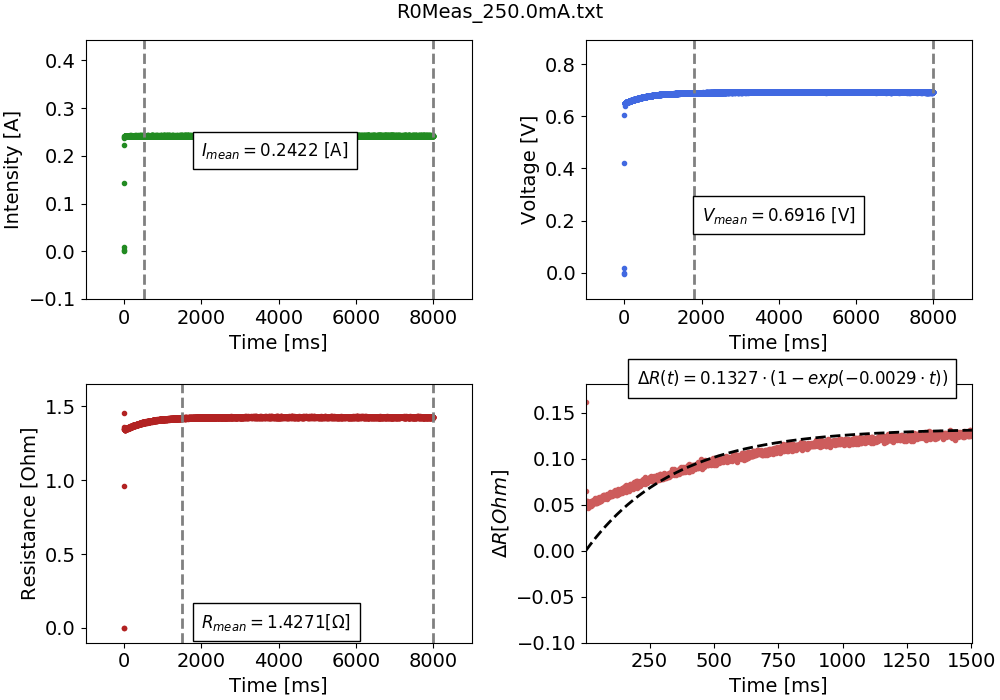 R0Meas_250.0mA.txt
Intensity [A]
0.4
0.3
0.2
0.1
0.0
−0.1
I_mean = 0.2422 [A]
0 2000 4000 6000 8000
Time [ms]
Voltage [V]
0.8
0.6
0.4
0.2
0.0
V_mean = 0.6916 [V]
0 2000 4000 6000 8000
Time [ms]
Resistance [Ohm]
1.5
1.0
0.5
0.0
R_mean = 1.4271[Ω]
0 2000 4000 6000 8000
Time [ms]
ΔR(t) = 0.1327 · (1 − exp(−0.0029 · t))
ΔR[Ohm]
0.15
0.10
0.05
0.00
−0.05
−0.10
250 500 750 1000 1250 1500
Time [ms]